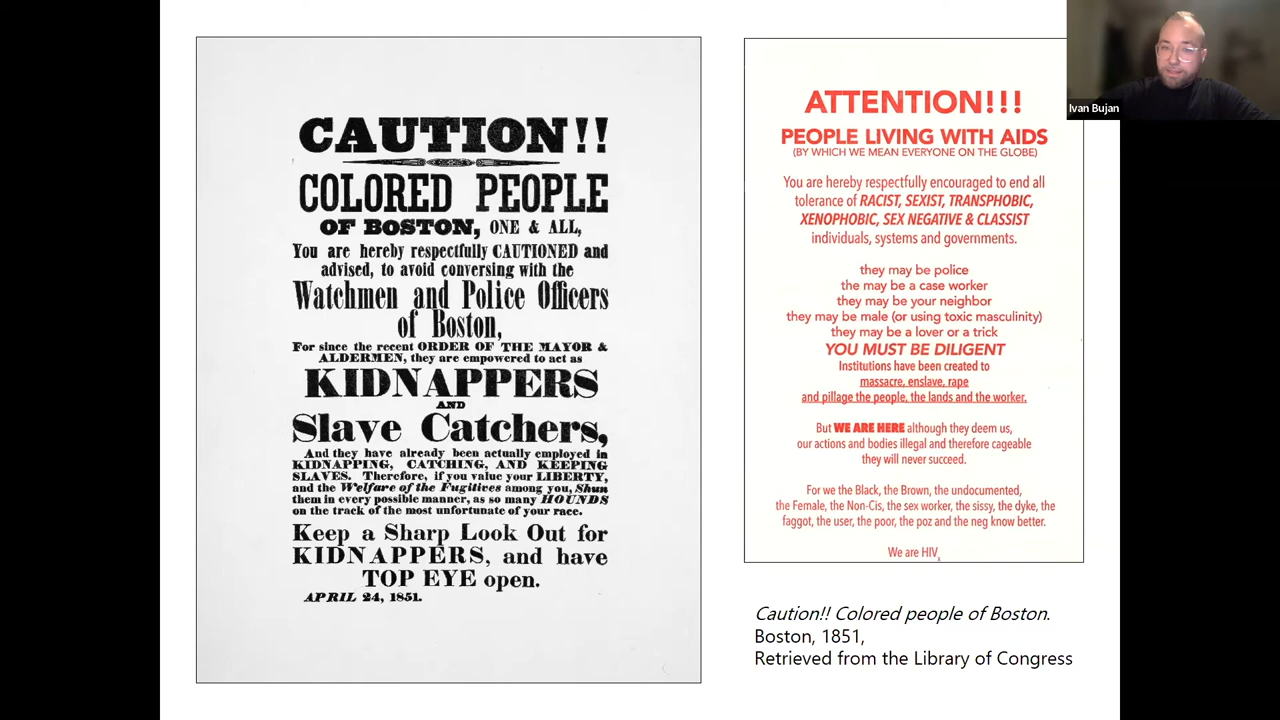 CAUTION!!
COLORED PEOPLE
OF BOSTON, ONE & ALL,
You are hereby respectfully CAUTIONED and
advised, to avoid conversing with the
Watchmen and Police Officers
of Boston,
For since the recent ORDER OF THE MAYOR &
ALDERMEN, they are empowered to act as
KIDNAPPERS
AND
Slave Catchers,
And they have already been actually employed in
KIDNAPPING, CATCHING, AND KEEPING
SLAVES. Therefore, if you value your LIBERTY,
and the Welfare of the Fugitives among you, Shun
them in every possible manner, as so many HOUNDS
on the track of the most unfortunate of your race.
Keep a Sharp Look Out for
KIDNAPPERS, and have
TOP EYE open.
APRIL 24, 1851.
ATTENTION!!!
PEOPLE LIVING WITH AIDS
(BY WHICH WE MEAN EVERYONE ON THE GLOBE)
You are hereby respectfully encouraged to end all
tolerance of RACIST, SEXIST, TRANSPHOBIC,
XENOPHOBIC, SEX NEGATIVE & CLASSIST
individuals, systems and governments.
they may be police
the may be a case worker
they may be your neighbor
they may be male (or using toxic masculinity)
they may be a lover or a trick
YOU MUST BE DILIGENT
Institutions have been created to
massacre, enslave, rape
and pillage the people, the lands and the worker.
But WE ARE HERE although they deem us,
our actions and bodies illegal and therefore cageable
they will never succeed.
For we the Black, the Brown, the undocumented,
the Female, the Non-Cis, the sex worker, the sissy, the dyke, the
faggot, the user, the poor, the poz and the neg know better.
We are HIV
Caution!! Colored people of Boston.
Boston, 1851,
Retrieved from the Library of Congress
Ivan Bujan